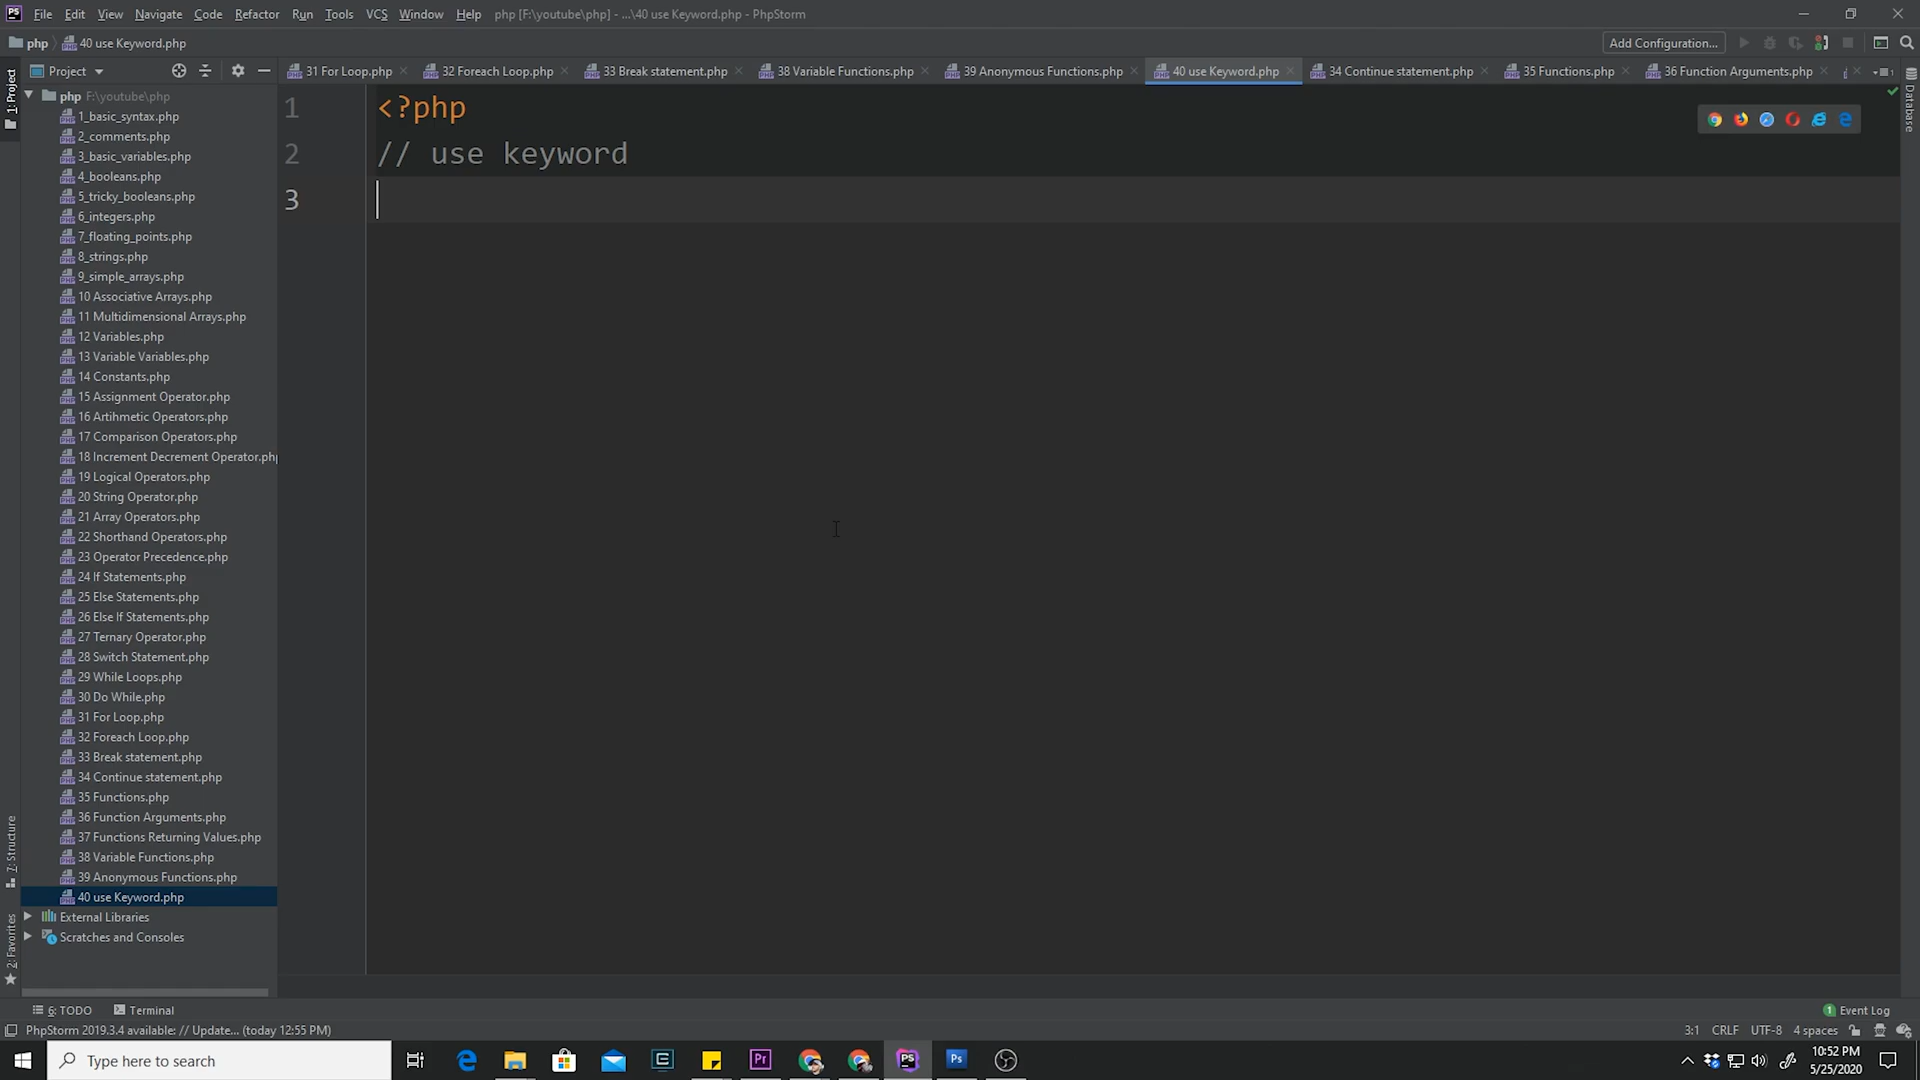 PS File Edit View Navigate Code Refactor Run Tools VCS Window Help php [F:\youtube\php] - ...\40 use Keyword.php - PhpStorm
php 40 use Keyword.php Add Configuration...
Project 31 For Loop.php 32 Foreach Loop.php 33 Break statement.php 38 Variable Functions.php 39 Anonymous Functions.php 40 use Keyword.php 34 Continue statement.php 35 Functions.php 36 Function Arguments.php
1: Project
Database
php F:\youtube\php
1_basic_syntax.php
2_comments.php
3_basic_variables.php
4_booleans.php
5_tricky_booleans.php
6_integers.php
7_floating_points.php
8_strings.php
9_simple_arrays.php
10 Associative Arrays.php
11 Multidimensional Arrays.php
12 Variables.php
13 Variable Variables.php
14 Constants.php
15 Assignment Operator.php
16 Artihmetic Operators.php
17 Comparison Operators.php
18 Increment Decrement Operator.php
19 Logical Operators.php
20 String Operator.php
21 Array Operators.php
22 Shorthand Operators.php
23 Operator Precedence.php
24 If Statements.php
25 Else Statements.php
26 Else If Statements.php
27 Ternary Operator.php
28 Switch Statement.php
29 While Loops.php
30 Do While.php
31 For Loop.php
32 Foreach Loop.php
33 Break statement.php
34 Continue statement.php
35 Functions.php
36 Function Arguments.php
37 Functions Returning Values.php
38 Variable Functions.php
39 Anonymous Functions.php
40 use Keyword.php
External Libraries
Scratches and Consoles
1 <?php
2 // use keyword
3
7: Structure
2: Favorites
6: TODO Terminal 1 Event Log
PhpStorm 2019.3.4 available: // Update... (today 12:55 PM) 3:1 CRLF UTF-8 4 spaces
Type here to search Pr PS Ps 10:52 PM
5/25/2020